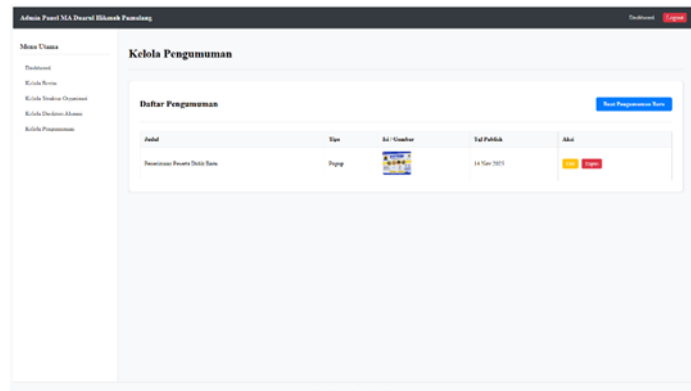 Admin Panel MA Daarul Hikmah Pamulang
Dashboard Logout
Menu Utama
Dashboard
Kelola Berita
Kelola Struktur Organisasi
Kelola Direktori Alumni
Kelola Pengumuman
Kelola Pengumuman
Daftar Pengumuman
Buat Pengumuman Baru
Judul Tipe Isi / Gambar Tgl Publish Aksi
Penerimaan Peserta Didik Baru Popup 14 Nov 2025 Edit Hapus